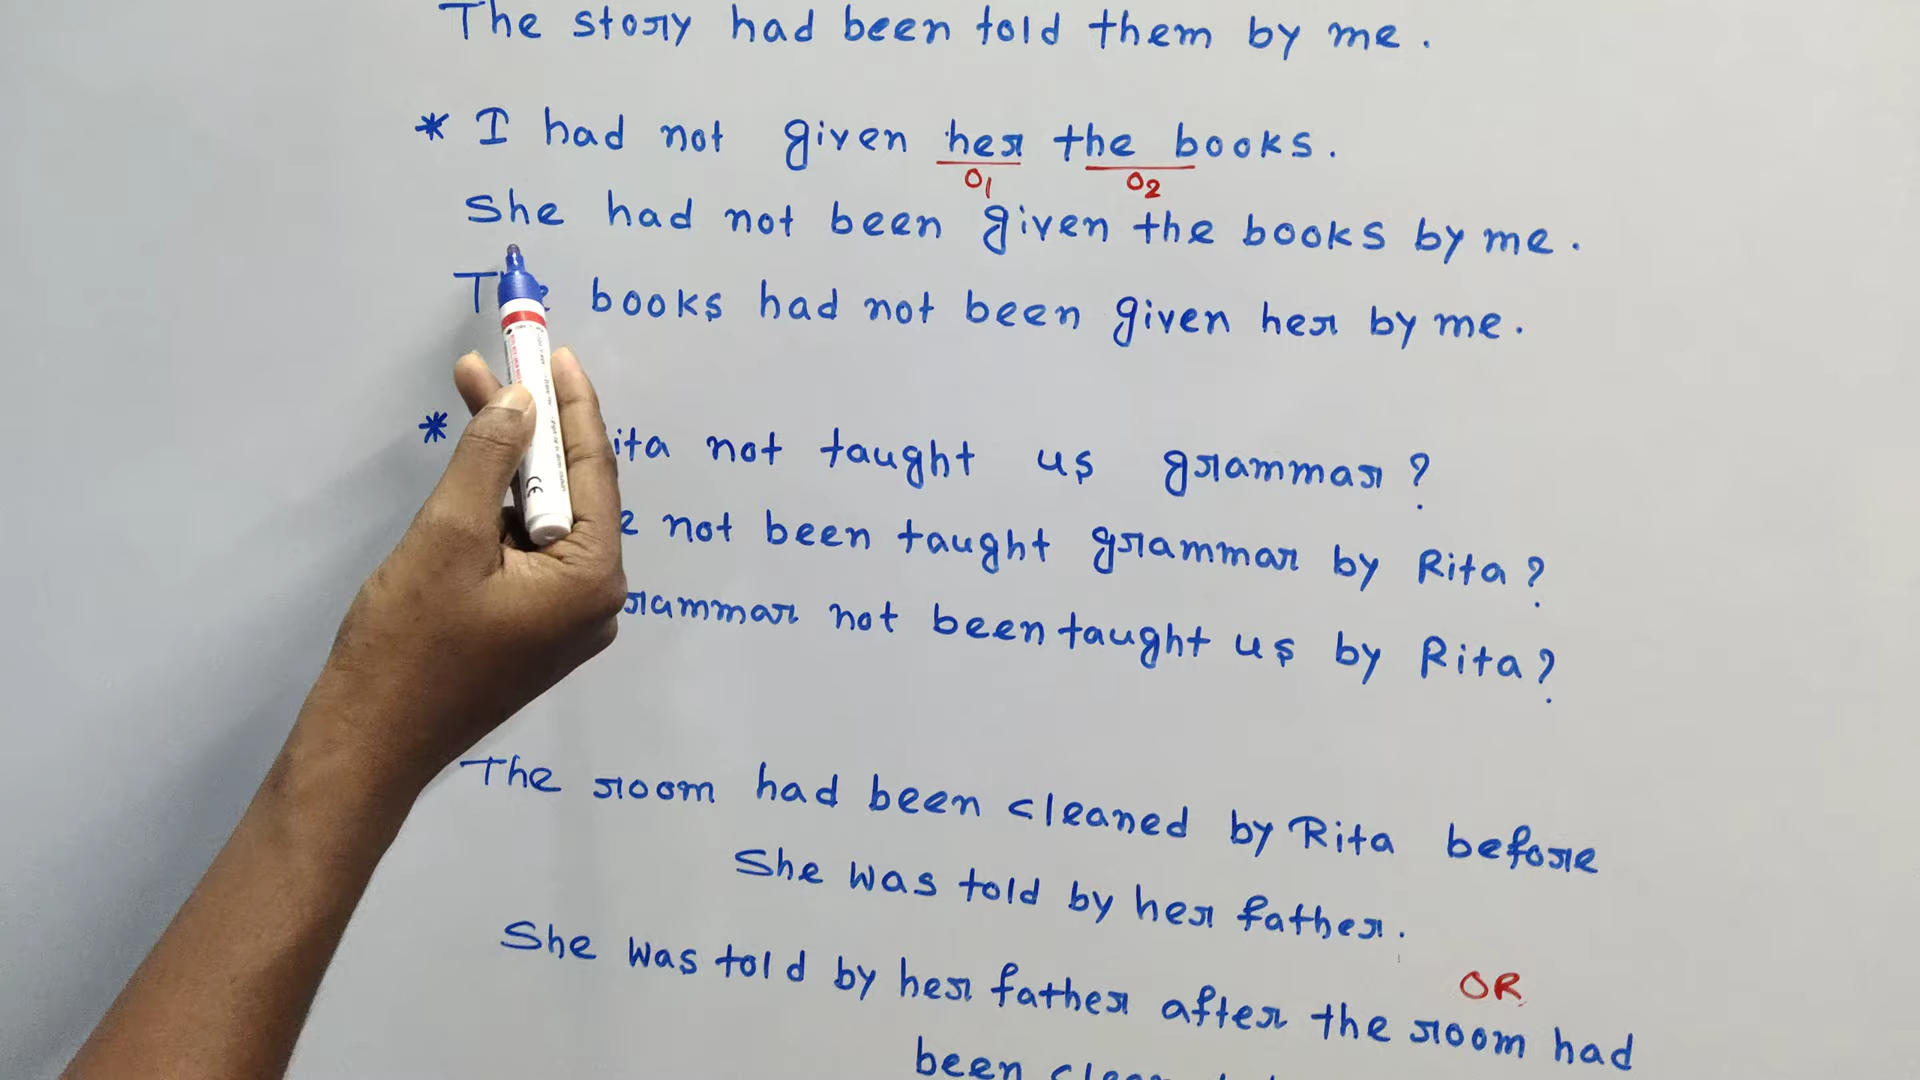 The story had been told them by me.
* I had not given her the books.
O1 O2
She had not been given the books by me.
The books had not been given her by me.
* not taught us grammar?
not been taught grammar by Rita?
not been taught us by Rita?
The room had been cleaned by Rita before
She was told by her father.
OR
She was told by her father after the room had
been